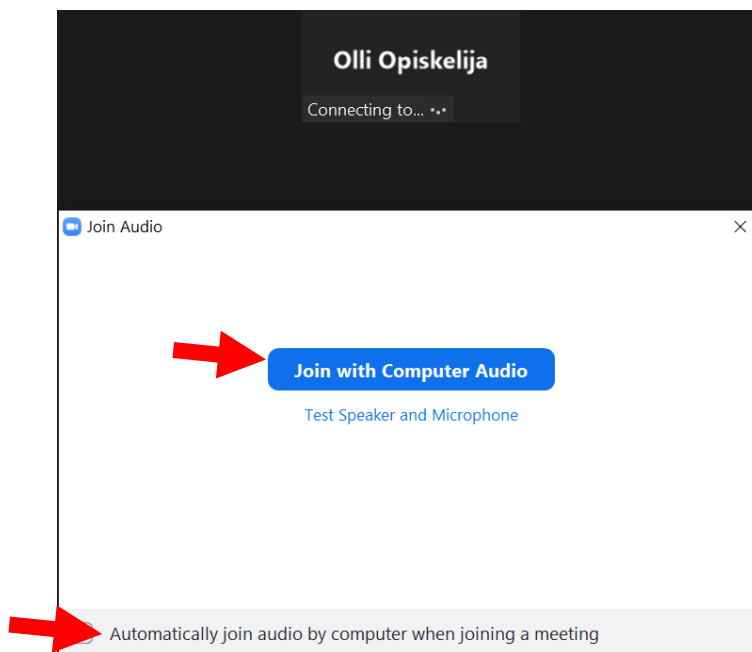 Olli Opiskelija
Connecting to...
Join Audio
Join with Computer Audio
Test Speaker and Microphone
Automatically join audio by computer when joining a meeting